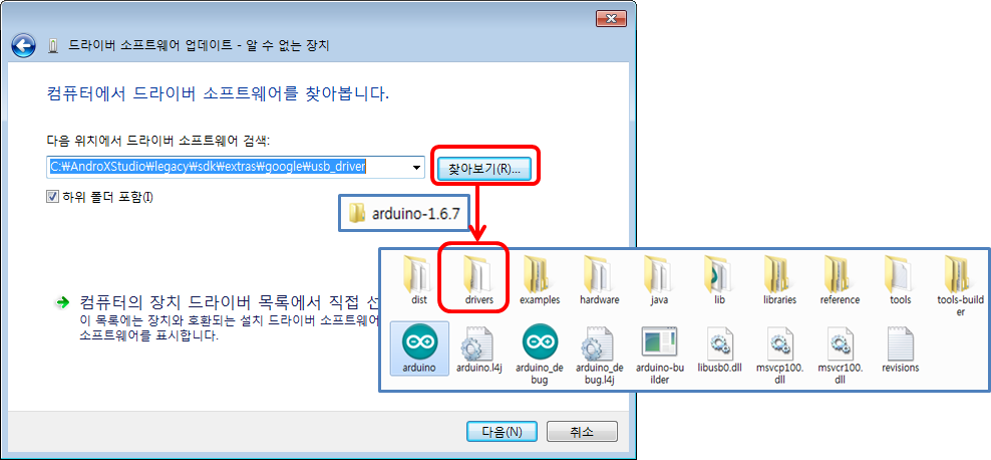 드라이버 소프트웨어 업데이트 - 알 수 없는 장치
컴퓨터에서 드라이버 소프트웨어를 찾아봅니다.
다음 위치에서 드라이버 소프트웨어 검색:
C:₩AndroXStudio₩legacy₩sdk₩extras₩google₩usb_driver
찾아보기(R)...
하위 폴더 포함(I)
arduino-1.6.7
dist
drivers
examples
hardware
java
lib
libraries
reference
tools
tools-build
er
arduino
arduino.l4j
arduino_de
bug
arduino_de
bug.l4j
arduino-bu
ilder
libusb0.dll
msvcp100.
dll
msvcr100.
dll
revisions
컴퓨터의 장치 드라이버 목록에서 직접 선
이 목록에는 장치와 호환되는 설치 드라이버 소프트웨어
소프트웨어를 표시합니다.
다음(N)
취소